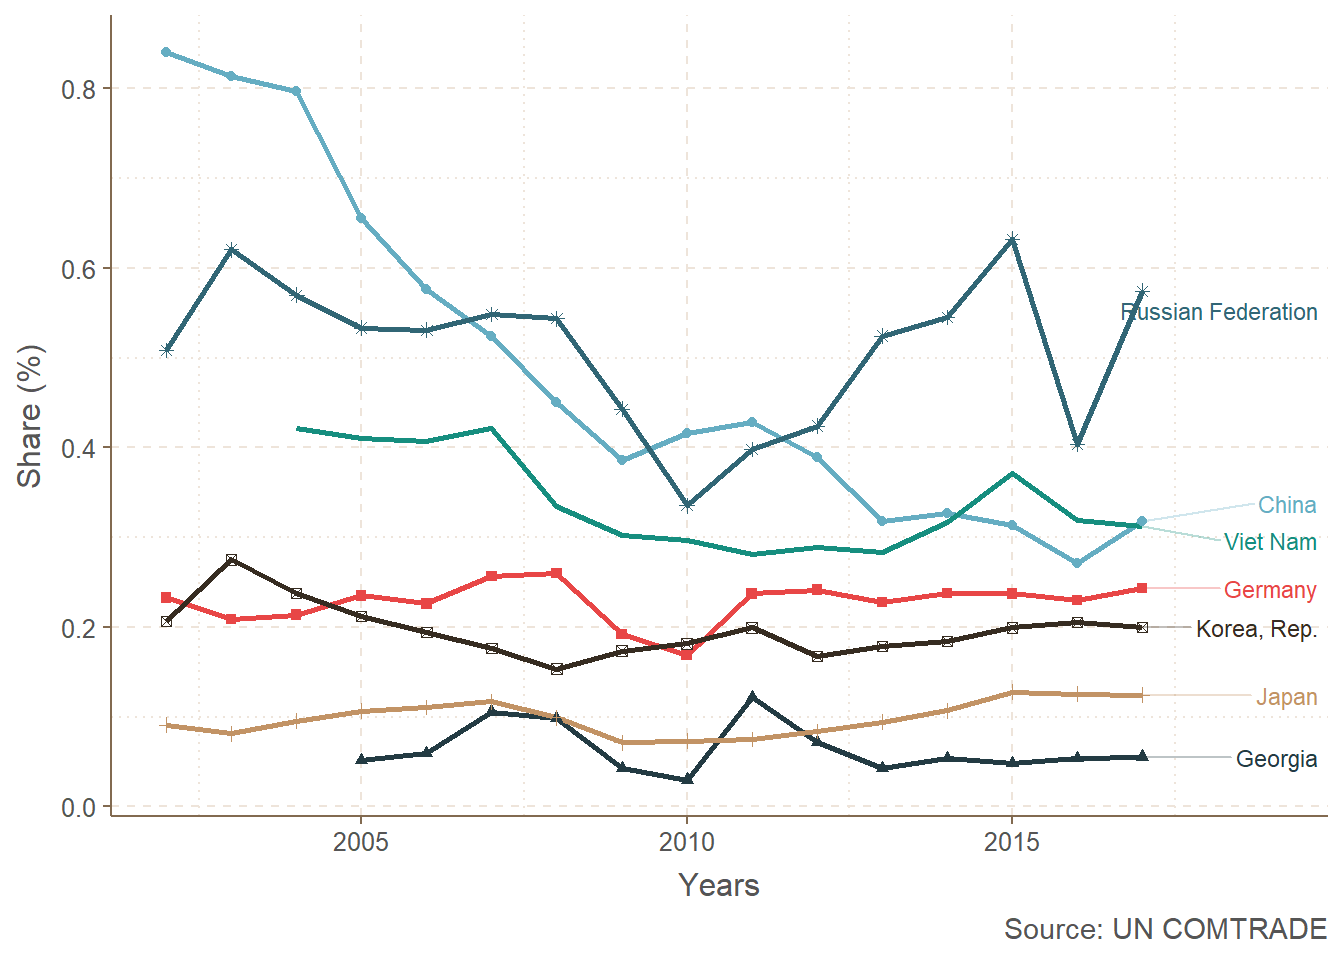 0.8
0.6
0.4
0.2
0.0
Share (%)
Russian Federation
China
Viet Nam
Germany
Korea, Rep.
Japan
Georgia
2005
2010
2015
Years
Source: UN COMTRADE